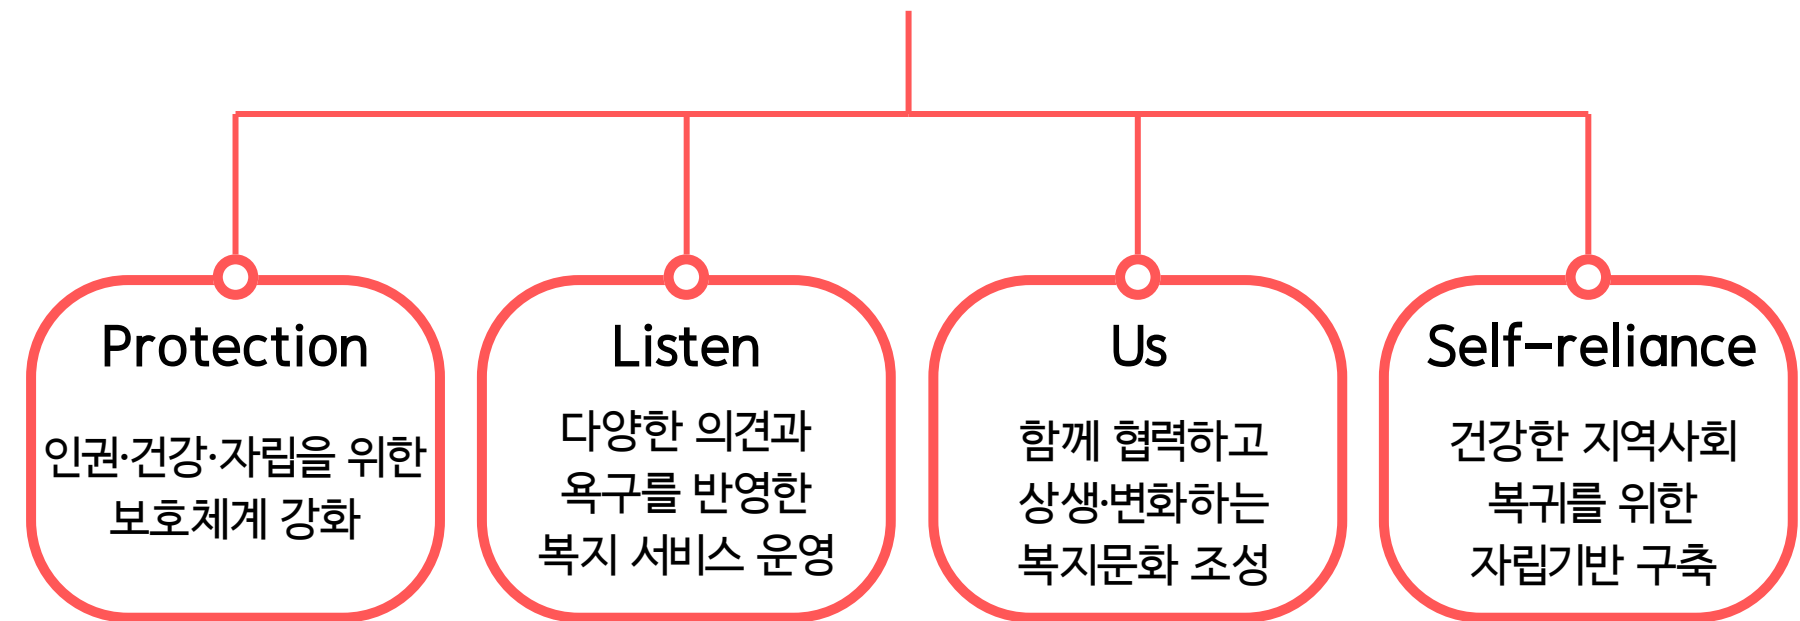 Protection
인권·건강·자립을 위한
보호체계 강화
Listen
다양한 의견과
욕구를 반영한
복지 서비스 운영
Us
함께 협력하고
상생·변화하는
복지문화 조성
Self-reliance
건강한 지역사회
복귀를 위한
자립기반 구축